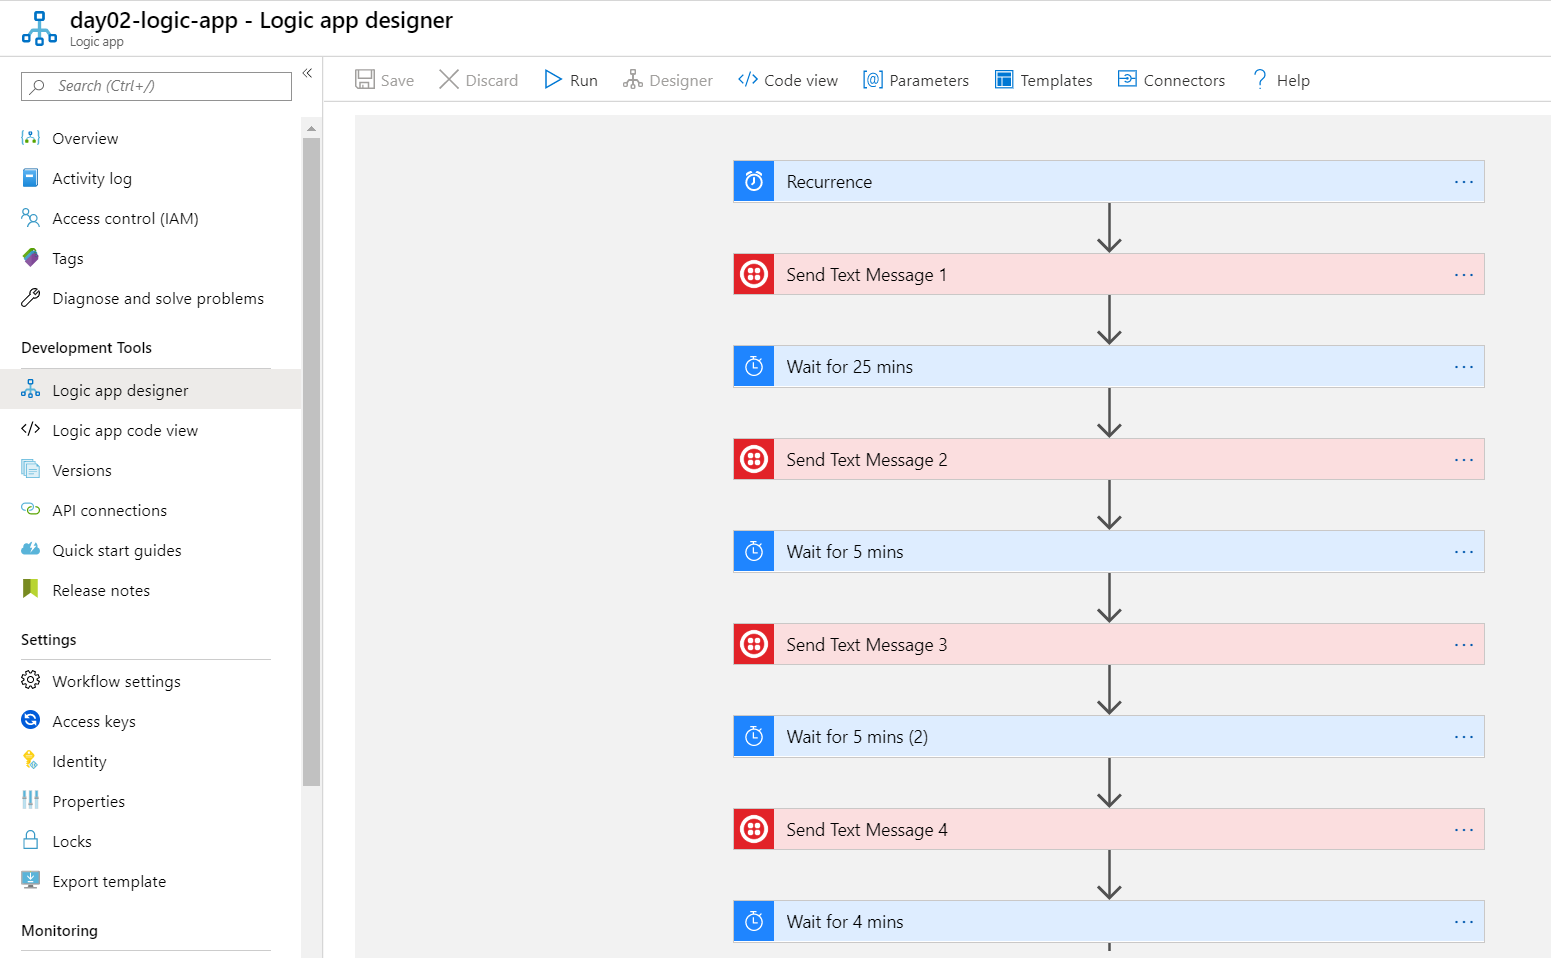 day02-logic-app - Logic app designer
Logic app
«
Search (Ctrl+/)
Save Discard Run Designer </> Code view [@] Parameters Templates Connectors ? Help
Overview
Activity log
Access control (IAM)
Tags
Diagnose and solve problems
Development Tools
Logic app designer
</> Logic app code view
Versions
API connections
Quick start guides
Release notes
Settings
Workflow settings
Access keys
Identity
Properties
Locks
Export template
Monitoring
Recurrence ...
Send Text Message 1 ...
Wait for 25 mins ...
Send Text Message 2 ...
Wait for 5 mins ...
Send Text Message 3 ...
Wait for 5 mins (2) ...
Send Text Message 4 ...
Wait for 4 mins ...